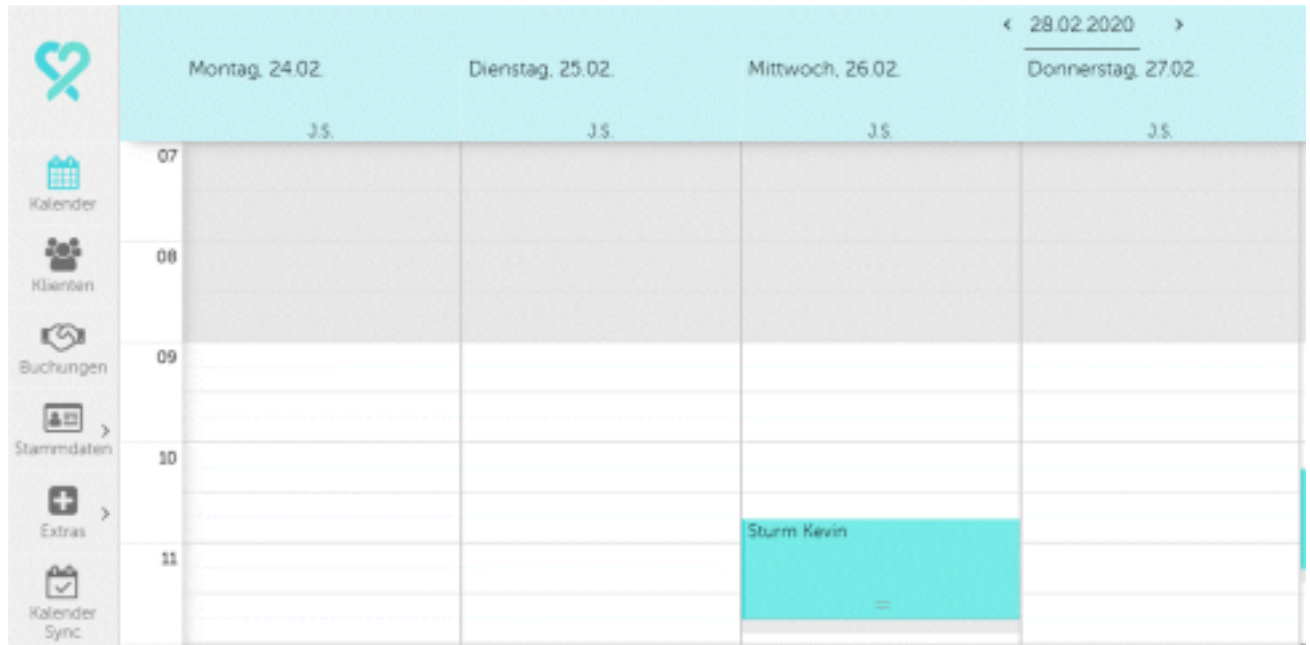 < 28.02.2020 >
Montag, 24.02. Dienstag, 25.02. Mittwoch, 26.02. Donnerstag, 27.02.
J.S. J.S. J.S. J.S.
07
Kalender
08
Klienten
09
Buchungen
Stammdaten >
10
Extras >
Sturm Kevin
11
Kalender
Sync